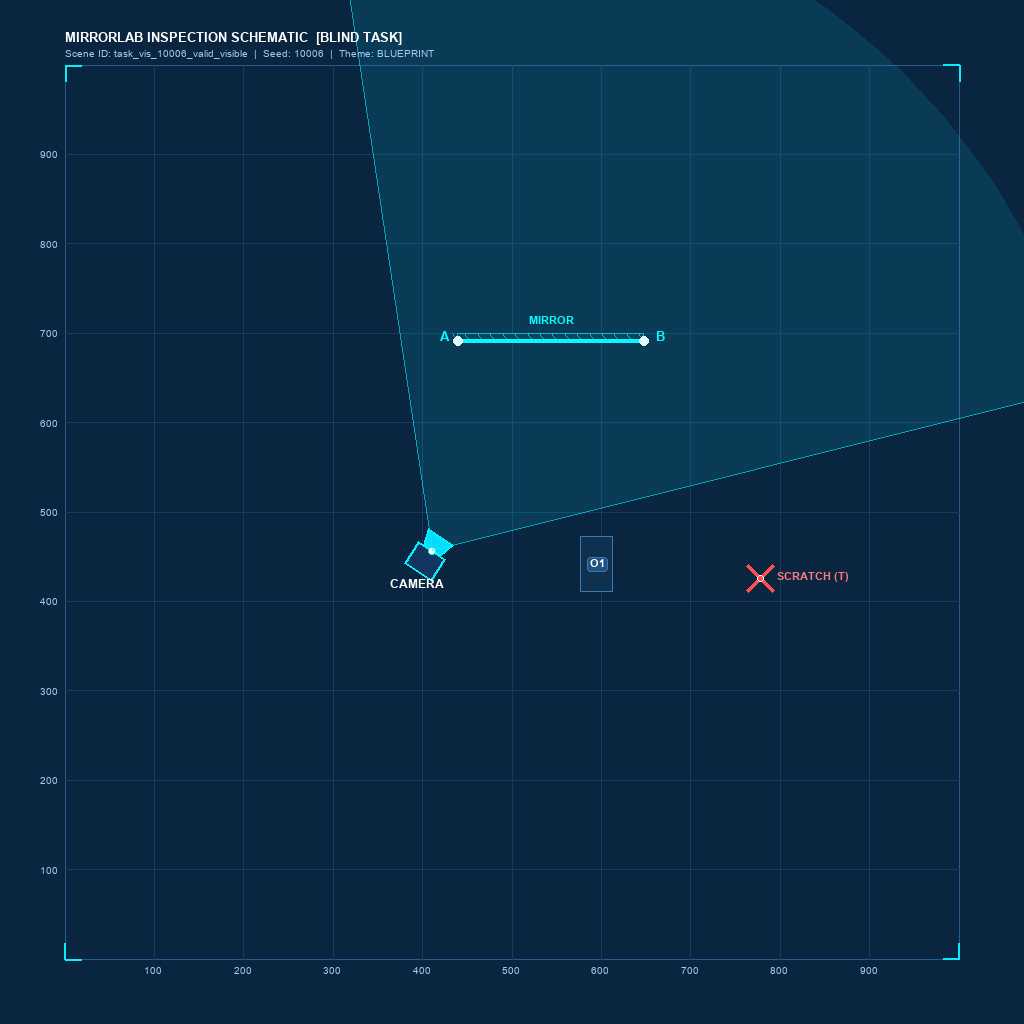 MIRRORLAB INSPECTION SCHEMATIC [BLIND TASK]
Scene ID: task_vis_10006_valid_visible | Seed: 10006 | Theme: BLUEPRINT
900
800
MIRROR
A
B
700
600
500
O1
SCRATCH (T)
CAMERA
400
300
200
100
100 200 300 400 500 600 700 800 900